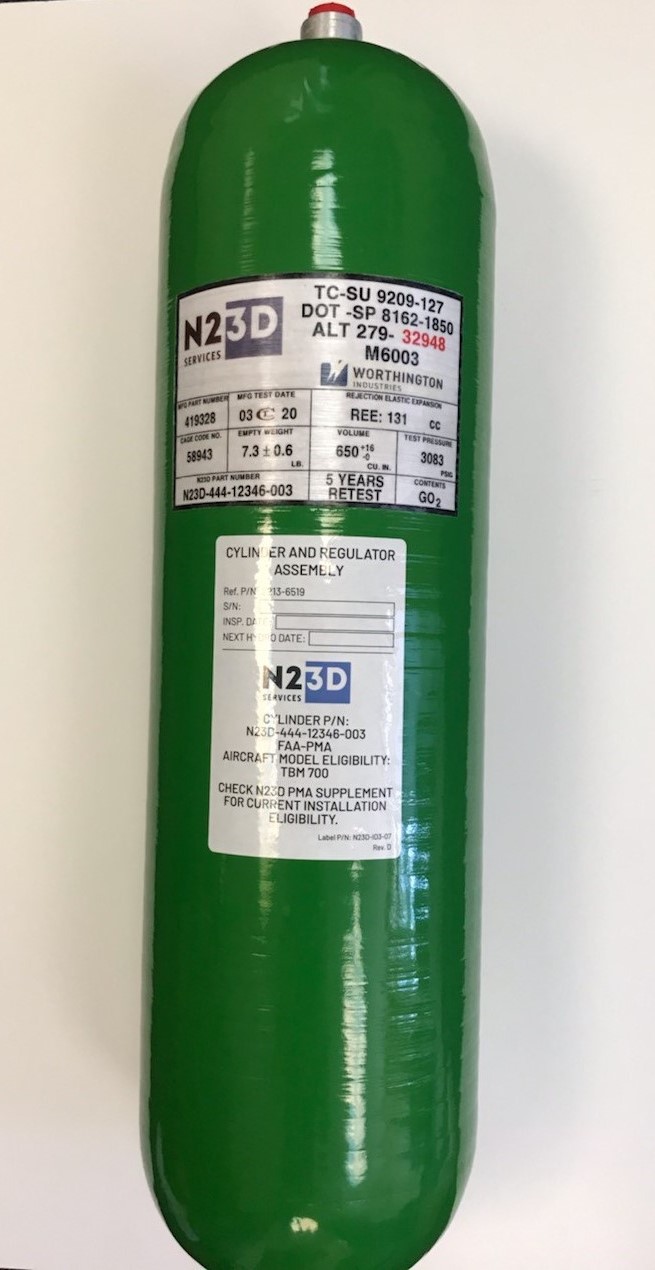 N23D
SERVICES
TC-SU 9209-127
DOT -SP 8162-1850
ALT 279- 32948
M6003
WORTHINGTON
INDUSTRIES
MFG PART NUMBER
419328
MFG TEST DATE
03 20
REJECTION ELASTIC EXPANSION
REE: 131 CC
CAGE CODE NO.
58943
EMPTY WEIGHT
7.3 ± 0.6
LB.
VOLUME
650 +16 -0
CU. IN.
TEST PRESSURE
3083
PSIG
N23D PART NUMBER
N23D-444-12346-003
5 YEARS
RETEST
CONTENTS
GO2
CYLINDER AND REGULATOR
ASSEMBLY
Ref. P/N 213-6519
S/N:
INSP. DATE:
NEXT HYDRO DATE:
N23D
SERVICES
CYLINDER P/N:
N23D-444-12346-003
FAA-PMA
AIRCRAFT MODEL ELIGIBILITY:
TBM 700
CHECK N23D PMA SUPPLEMENT
FOR CURRENT INSTALLATION
ELIGIBILITY.
Label P/N: N23D-ID3-07
Rev. D